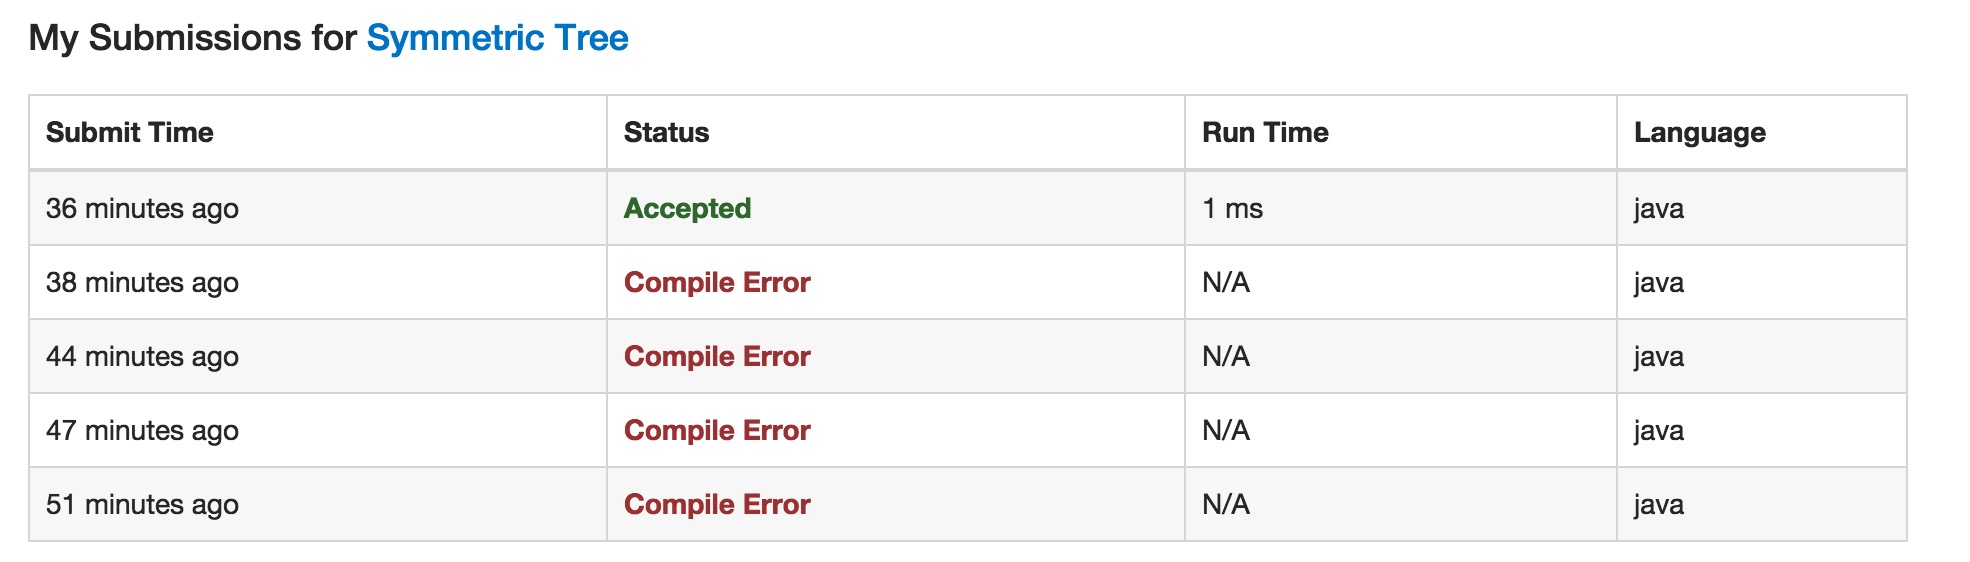 My Submissions for Symmetric Tree
Submit Time Status Run Time Language
36 minutes ago Accepted 1 ms java
38 minutes ago Compile Error N/A java
44 minutes ago Compile Error N/A java
47 minutes ago Compile Error N/A java
51 minutes ago Compile Error N/A java